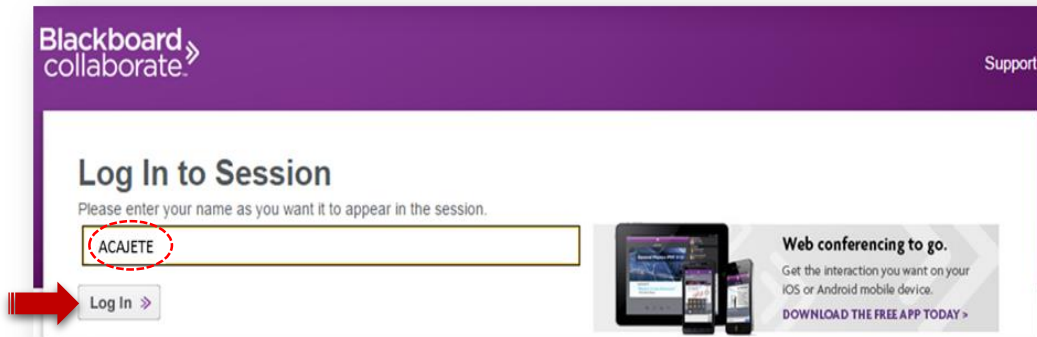 Blackboard
collaborate™
Support
Log In to Session
Please enter your name as you want it to appear in the session.
ACAJETE
Log In
Web conferencing to go.
Get the interaction you want on your
iOS or Android mobile device.
DOWNLOAD THE FREE APP TODAY >